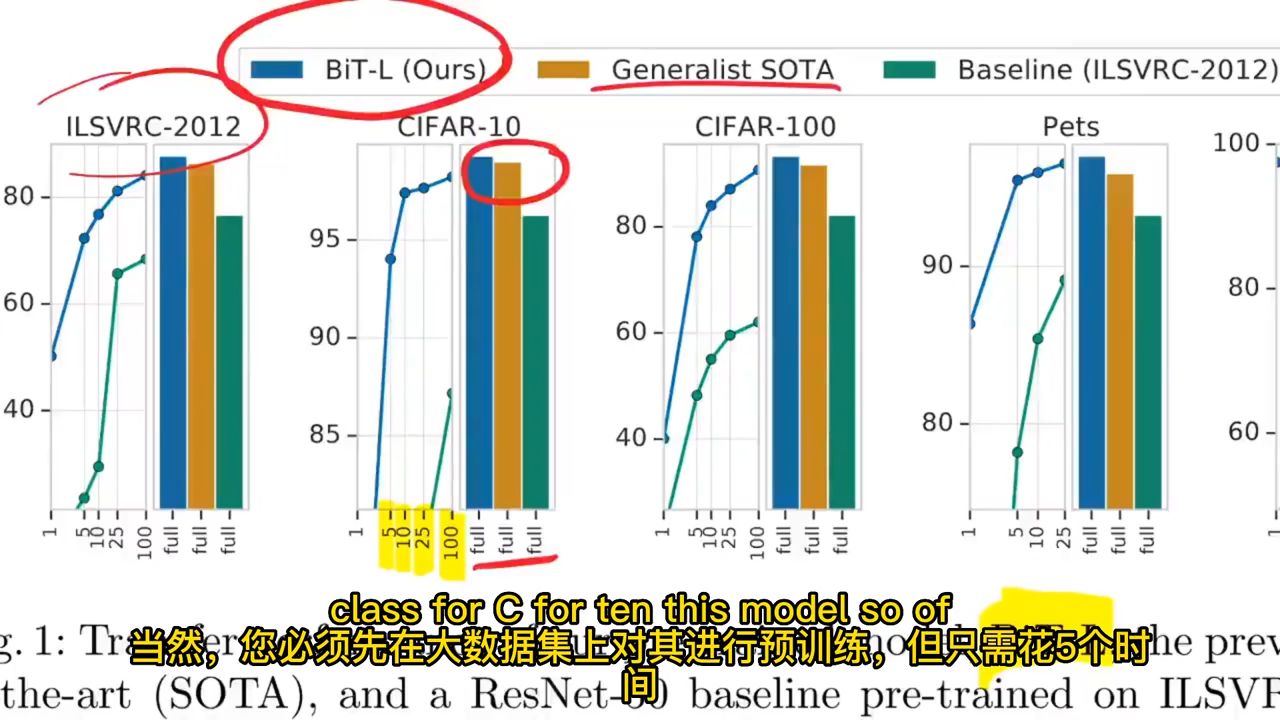 BiT-L (Ours) Generalist SOTA Baseline (ILSVRC-2012)
ILSVRC-2012 CIFAR-10 CIFAR-100 Pets
80 60 40
1 5 10 25 100 full full full
95 90 85
1 5 10 25 100 full full full
80 60 40
1 5 10 25 100 full full full
90 80
1 5 10 25 full full full
100 80 60
1
class for C for ten this model so of
当然，您必须先在大数据集上对其进行预训练，但只需花5个时
间
g. 1: the prev
the-art (SOTA), and a ResNet-50 baseline pre-trained on ILSVR